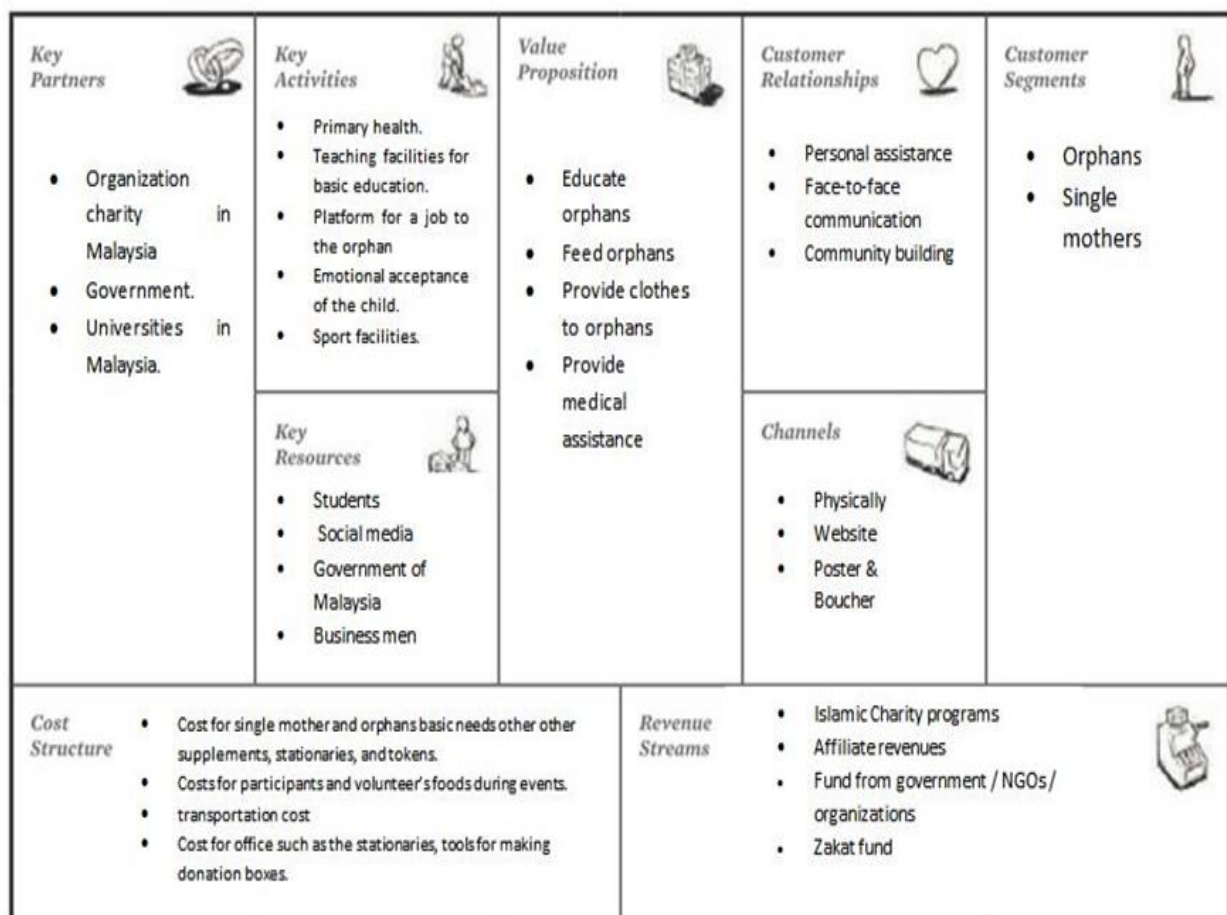 Key
Partners
• Organization
charity in
Malaysia
• Government.
• Universities in
Malaysia.
Key
Activities
• Primary health.
• Teaching facilities for
basic education.
• Platform for a job to
the orphan
• Emotional acceptance
of the child.
• Sport facilities.
Key
Resources
• Students
• Social media
• Government of
Malaysia
• Business men
Value
Proposition
• Educate
orphans
• Feed orphans
• Provide clothes
to orphans
• Provide
medical
assistance
Customer
Relationships
• Personal assistance
• Face-to-face
communication
• Community building
Channels
• Physically
• Website
• Poster &
Boucher
Customer
Segments
• Orphans
• Single
mothers
Cost
Structure
• Cost for single mother and orphans basic needs other other
supplements, stationaries, and tokens.
• Costs for participants and volunteer's foods during events.
• transportation cost
• Cost for office such as the stationaries, tools for making
donation boxes.
Revenue
Streams
• Islamic Charity programs
• Affiliate revenues
• Fund from government / NGOs /
organizations
• Zakat fund